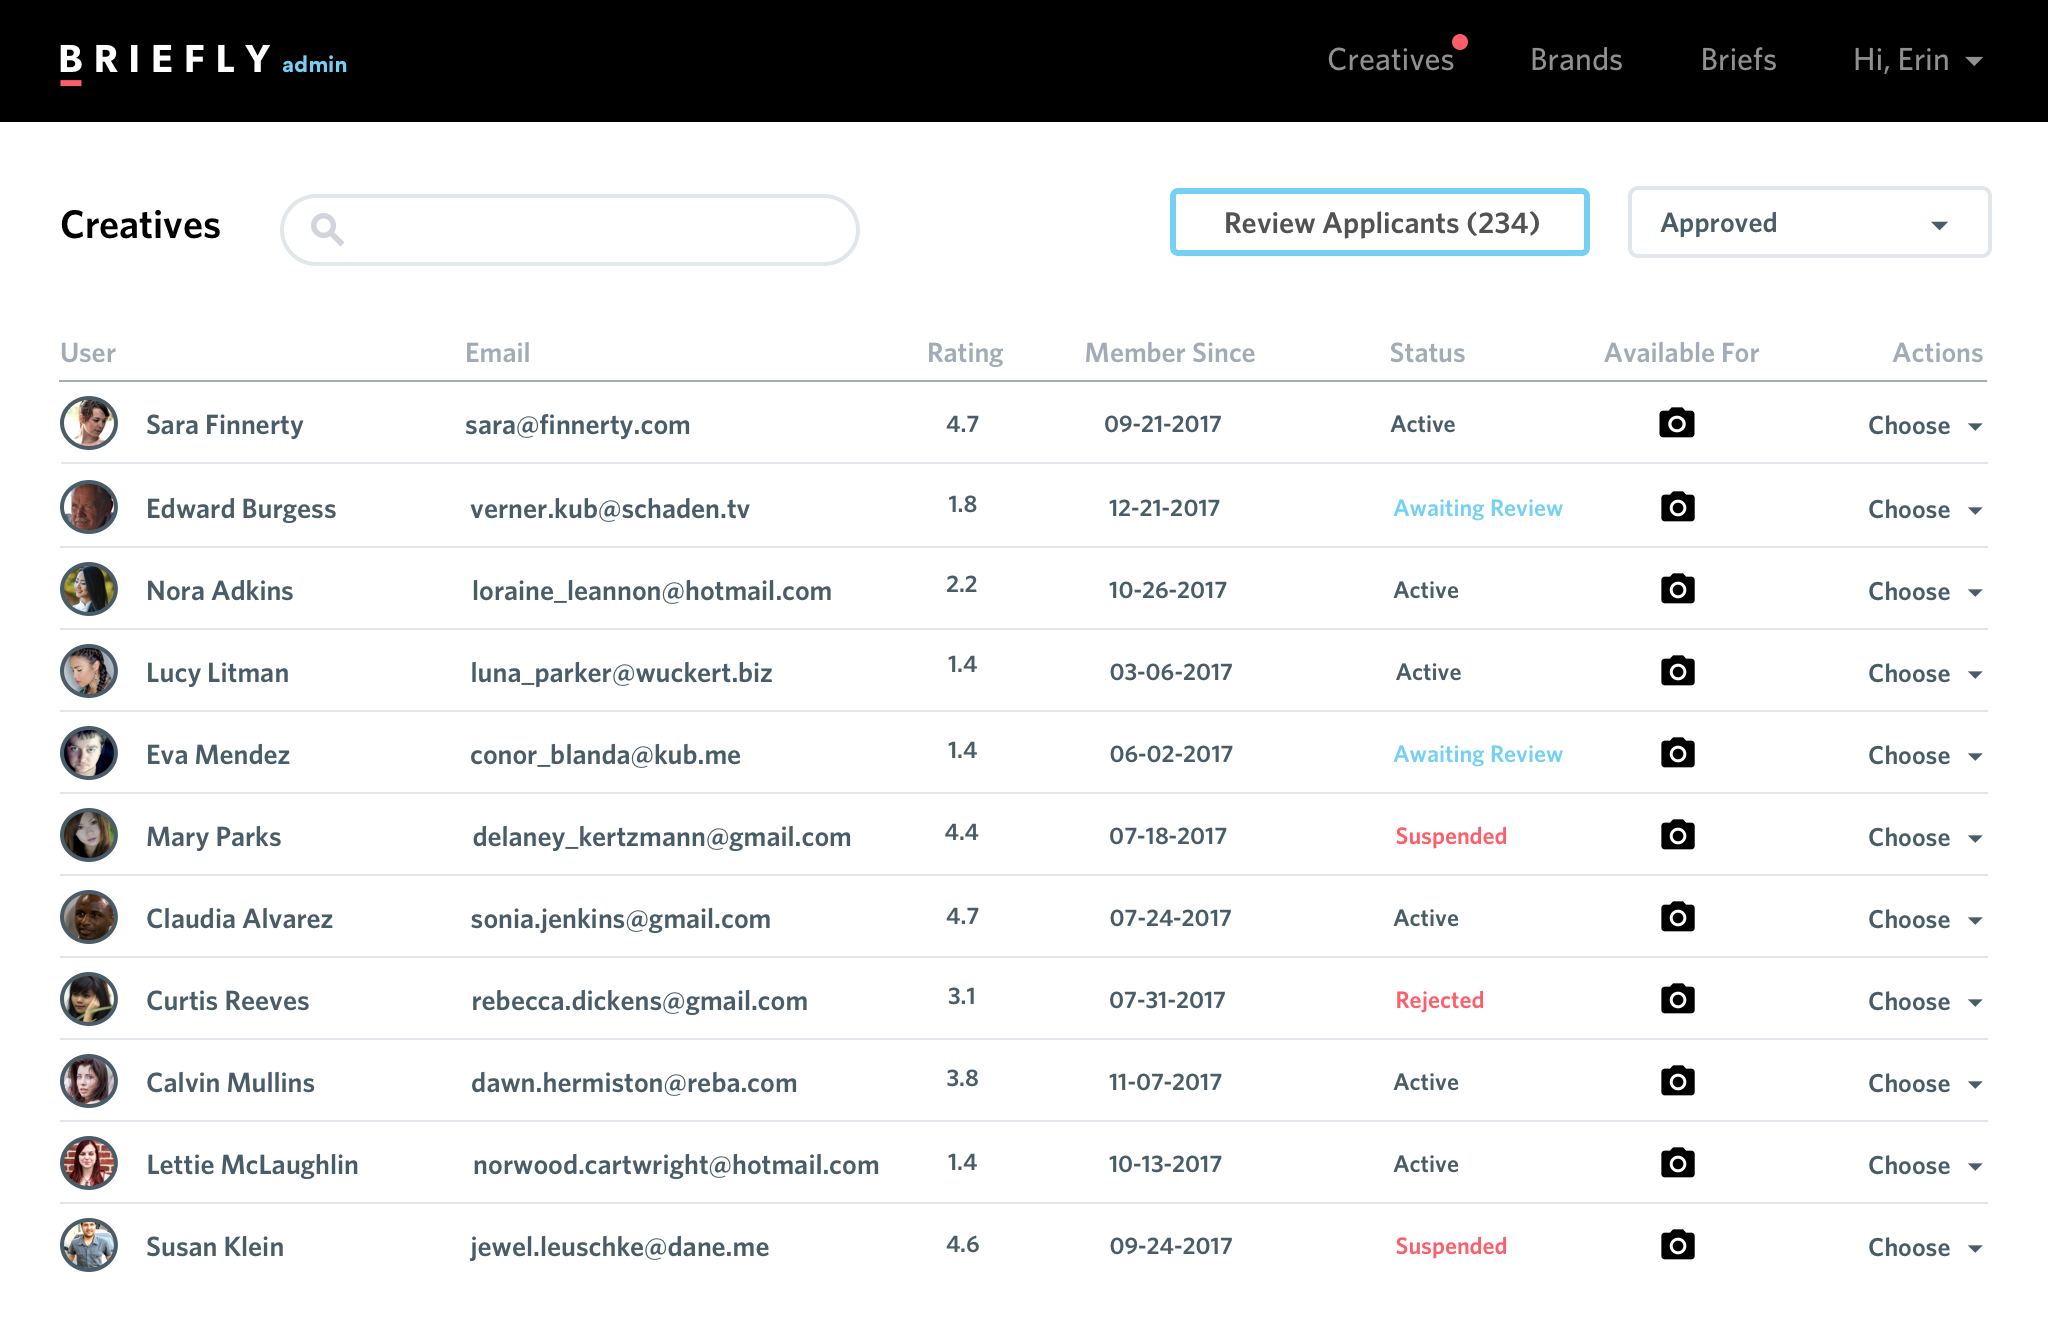 BRIEFLY admin Creatives Brands Briefs Hi, Erin
Creatives Review Applicants (234) Approved
User Email Rating Member Since Status Available For Actions
Sara Finnerty sara@finnerty.com 4.7 09-21-2017 Active Choose
Edward Burgess verner.kub@schaden.tv 1.8 12-21-2017 Awaiting Review Choose
Nora Adkins loraine_leannon@hotmail.com 2.2 10-26-2017 Active Choose
Lucy Litman luna_parker@wuckert.biz 1.4 03-06-2017 Active Choose
Eva Mendez conor_blanda@kub.me 1.4 06-02-2017 Awaiting Review Choose
Mary Parks delaney_kertzmann@gmail.com 4.4 07-18-2017 Suspended Choose
Claudia Alvarez sonia.jenkins@gmail.com 4.7 07-24-2017 Active Choose
Curtis Reeves rebecca.dickens@gmail.com 3.1 07-31-2017 Rejected Choose
Calvin Mullins dawn.hermiston@reba.com 3.8 11-07-2017 Active Choose
Lettie McLaughlin norwood.cartwright@hotmail.com 1.4 10-13-2017 Active Choose
Susan Klein jewel.leuschke@dane.me 4.6 09-24-2017 Suspended Choose